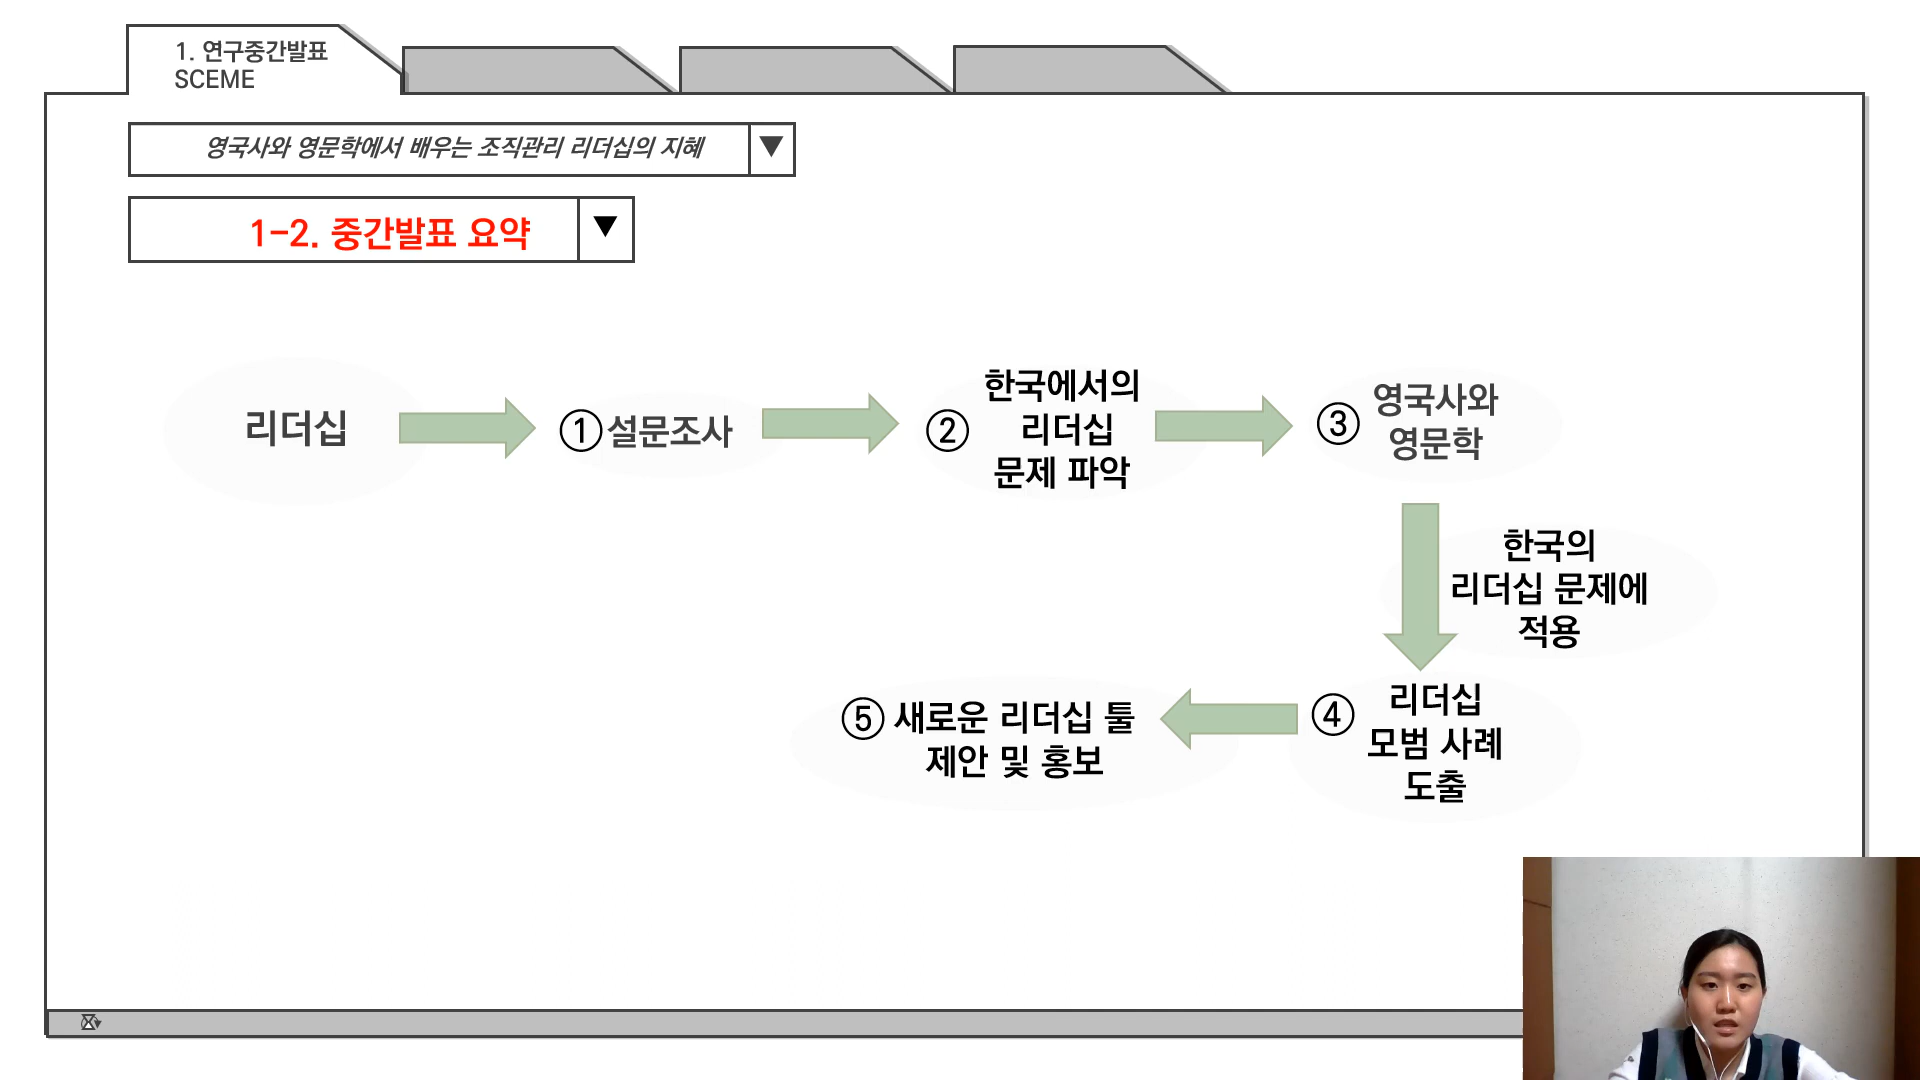 1. 연구중간발표
SCEME
영국사와 영문학에서 배우는 조직관리 리더십의 지혜
▼
1-2. 중간발표 요약
▼
리더십
① 설문조사
② 한국에서의
리더십
문제 파악
③ 영국사와
영문학
한국의
리더십 문제에
적용
④ 리더십
모범 사례
도출
⑤ 새로운 리더십 툴
제안 및 홍보